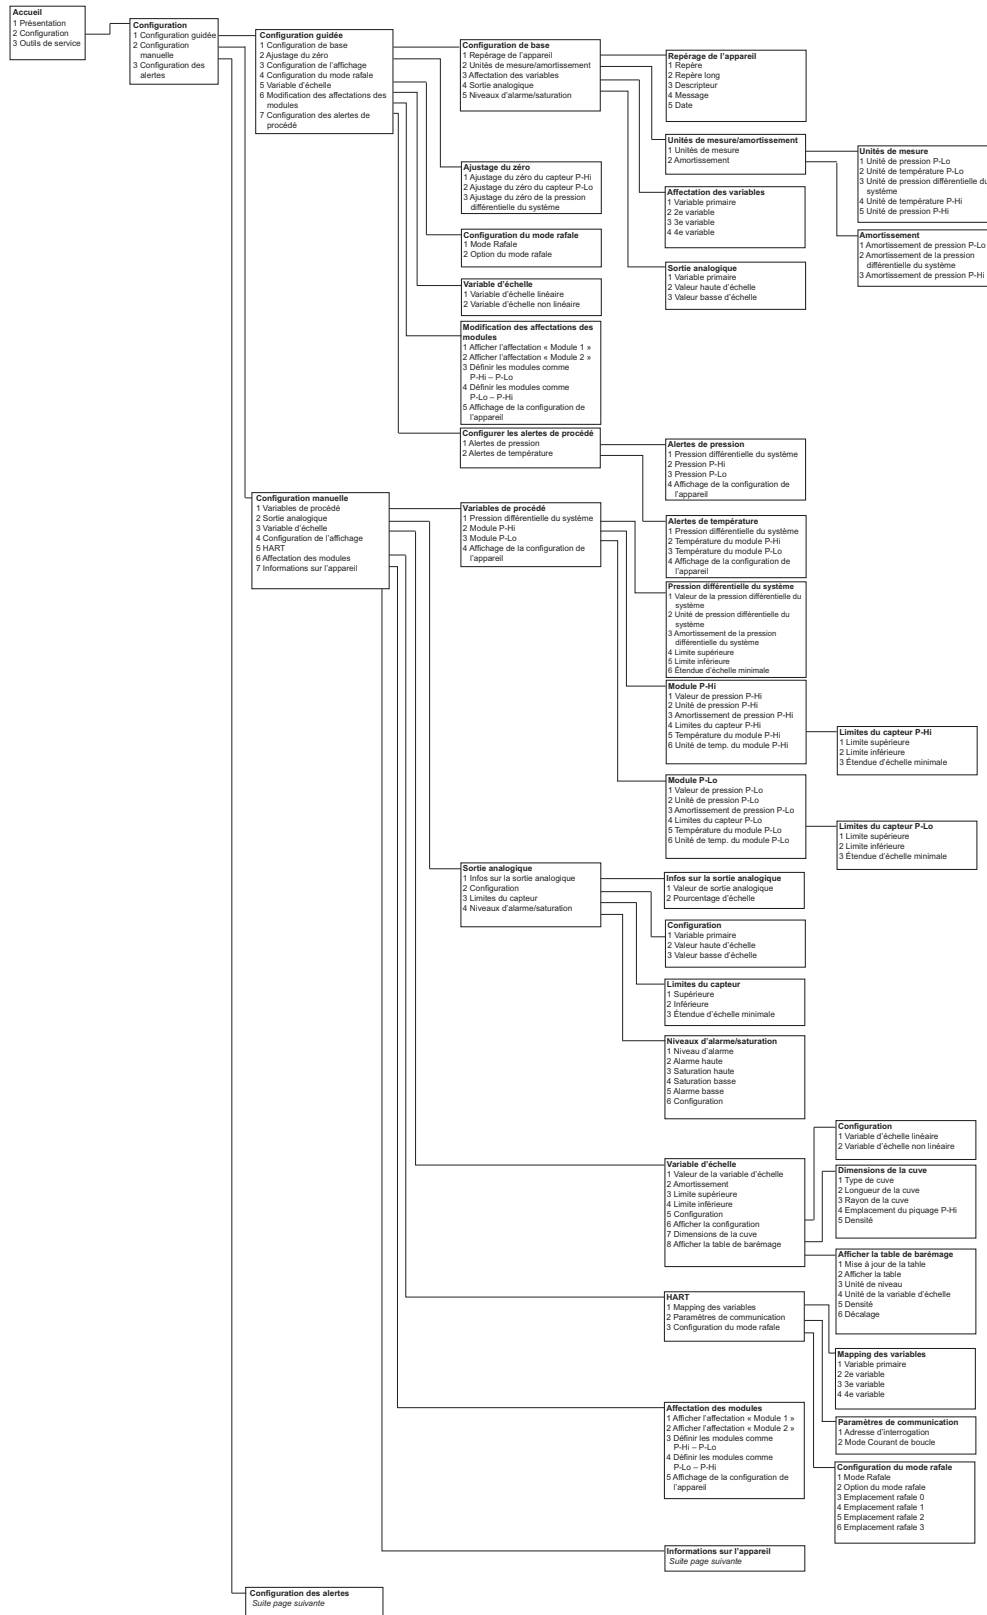 Accueil
1 Présentation
2 Configuration
3 Outils de service
Configuration
1 Configuration guidée
2 Configuration
manuelle
3 Configuration des
alertes
Configuration guidée
1 Configuration de base
2 Ajustage du zéro
3 Configuration de l'affichage
4 Configuration du mode rafale
5 Variable d'échelle
6 Modification des affectations des
modules
7 Configuration des alertes de
procédé
Configuration de base
1 Repérage de l'appareil
2 Unités de mesure/amortissement
3 Affectation des variables
4 Sortie analogique
5 Niveaux d'alarme/saturation
Repérage de l'appareil
1 Repère
2 Repère long
3 Descripteur
4 Message
5 Date
Unités de mesure/amortissement
1 Unités de mesure
2 Amortissement
Unités de mesure
1 Unité de pression P-Lo
2 Unité de température P-Lo
3 Unité de pression différentielle du
système
4 Unité de température P-Hi
5 Unité de pression P-Hi
Amortissement
1 Amortissement de pression P-Lo
2 Amortissement de la pression
différentielle du système
3 Amortissement de pression P-Hi
Affectation des variables
1 Variable primaire
2 2e variable
3 3e variable
4 4e variable
Sortie analogique
1 Variable primaire
2 Valeur haute d'échelle
3 Valeur basse d'échelle
Ajustage du zéro
1 Ajustage du zéro du capteur P-Hi
2 Ajustage du zéro du capteur P-Lo
3 Ajustage du zéro de la pression
différentielle du système
Configuration du mode rafale
1 Mode Rafale
2 Option du mode rafale
Variable d'échelle
1 Variable d'échelle linéaire
2 Variable d'échelle non linéaire
Modification des affectations des
modules
1 Afficher l'affectation « Module 1 »
2 Afficher l'affectation « Module 2 »
3 Définir les modules comme
P-Hi – P-Lo
4 Définir les modules comme
P-Lo – P-Hi
5 Affichage de la configuration de
l'appareil
Configurer les alertes de procédé
1 Alertes de pression
2 Alertes de température
Alertes de pression
1 Pression différentielle du système
2 Pression P-Hi
3 Pression P-Lo
4 Affichage de la configuration de
l'appareil
Alertes de température
1 Pression différentielle du système
2 Température du module P-Hi
3 Température du module P-Lo
4 Affichage de la configuration de
l'appareil
Configuration manuelle
1 Variables de procédé
2 Sortie analogique
3 Variable d'échelle
4 Configuration de l'affichage
5 HART
6 Affectation des modules
7 Informations sur l'appareil
Variables de procédé
1 Pression différentielle du système
2 Module P-Hi
3 Module P-Lo
4 Affichage de la configuration de
l'appareil
Pression différentielle du système
1 Valeur de la pression différentielle du
système
2 Unité de pression différentielle du
système
3 Amortissement de la pression
différentielle du système
4 Limite supérieure
5 Limite inférieure
6 Étendue d'échelle minimale
Module P-Hi
1 Valeur de pression P-Hi
2 Unité de pression P-Hi
3 Amortissement de pression P-Hi
4 Limites du capteur P-Hi
5 Température du module P-Hi
6 Unité de temp. du module P-Hi
Limites du capteur P-Hi
1 Limite supérieure
2 Limite inférieure
3 Étendue d'échelle minimale
Module P-Lo
1 Valeur de pression P-Lo
2 Unité de pression P-Lo
3 Amortissement de pression P-Lo
4 Limites du capteur P-Lo
5 Température du module P-Lo
6 Unité de temp. du module P-Lo
Limites du capteur P-Lo
1 Limite supérieure
2 Limite inférieure
3 Étendue d'échelle minimale
Sortie analogique
1 Infos sur la sortie analogique
2 Configuration
3 Limites du capteur
4 Niveaux d'alarme/saturation
Infos sur la sortie analogique
1 Valeur de sortie analogique
2 Pourcentage d'échelle
Configuration
1 Variable primaire
2 Valeur haute d'échelle
3 Valeur basse d'échelle
Limites du capteur
1 Supérieure
2 Inférieure
3 Étendue d'échelle minimale
Niveaux d'alarme/saturation
1 Niveau d'alarme
2 Alarme haute
3 Saturation haute
4 Saturation basse
5 Alarme basse
6 Configuration
Variable d'échelle
1 Valeur de la variable d'échelle
2 Amortissement
3 Limite supérieure
4 Limite inférieure
5 Configuration
6 Afficher la configuration
7 Dimensions de la cuve
8 Afficher la table de barémage
Configuration
1 Variable d'échelle linéaire
2 Variable d'échelle non linéaire
Dimensions de la cuve
1 Type de cuve
2 Longueur de la cuve
3 Rayon de la cuve
4 Emplacement du piquage P-Hi
5 Densité
Afficher la table de barémage
1 Mise à jour de la table
2 Afficher la table
3 Unité de niveau
4 Unité de la variable d'échelle
5 Densité
6 Décalage
HART
1 Mapping des variables
2 Paramètres de communication
3 Configuration du mode rafale
Mapping des variables
1 Variable primaire
2 2e variable
3 3e variable
4 4e variable
Paramètres de communication
1 Adresse d'interrogation
2 Mode Courant de boucle
Configuration du mode rafale
1 Mode Rafale
2 Option du mode rafale
3 Emplacement rafale 0
4 Emplacement rafale 1
5 Emplacement rafale 2
6 Emplacement rafale 3
Affectation des modules
1 Afficher l'affectation « Module 1 »
2 Afficher l'affectation « Module 2 »
3 Définir les modules comme
P-Hi – P-Lo
4 Définir les modules comme
P-Lo – P-Hi
5 Affichage de la configuration de
l'appareil
Informations sur l'appareil
Suite page suivante
Configuration des alertes
Suite page suivante